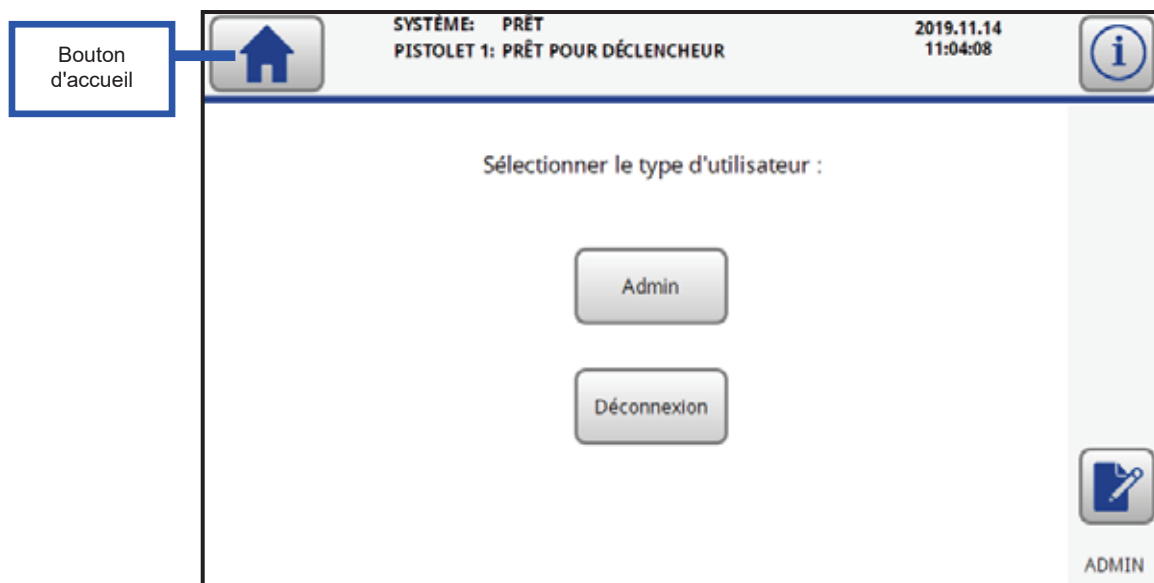 Bouton
d'accueil
SYSTÈME: PRÊT
PISTOLET 1: PRÊT POUR DÉCLENCHEUR
2019.11.14
11:04:08
i
Sélectionner le type d'utilisateur :
Admin
Déconnexion
ADMIN